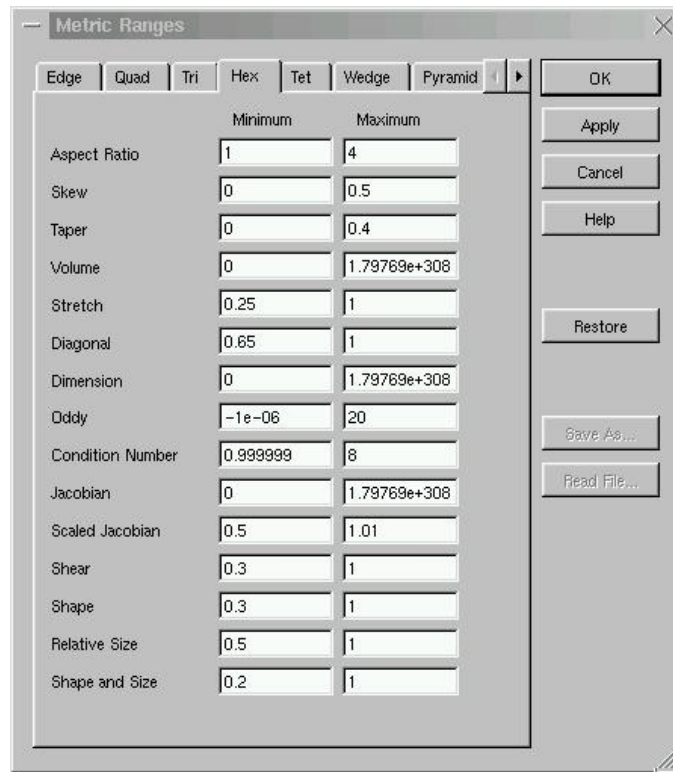 Metric Ranges
Edge Quad Tri Hex Tet Wedge Pyramid
Minimum Maximum
Aspect Ratio 1 4
Skew 0 0.5
Taper 0 0.4
Volume 0 1.79769e+308
Stretch 0.25 1
Diagonal 0.65 1
Dimension 0 1.79769e+308
Oddy -1e-06 20
Condition Number 0.999999 8
Jacobian 0 1.79769e+308
Scaled Jacobian 0.5 1.01
Shear 0.3 1
Shape 0.3 1
Relative Size 0.5 1
Shape and Size 0.2 1
OK
Apply
Cancel
Help
Restore
Save As...
Read File...